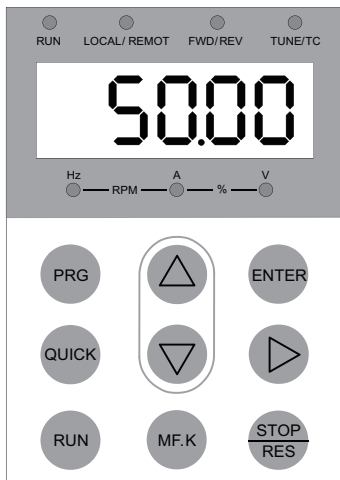 RUN LOCAL/REMOT FWD/REV TUNE/TC
50.00
Hz A V
RPM %
PRG ENTER
QUICK
RUN MF.K STOP
RES